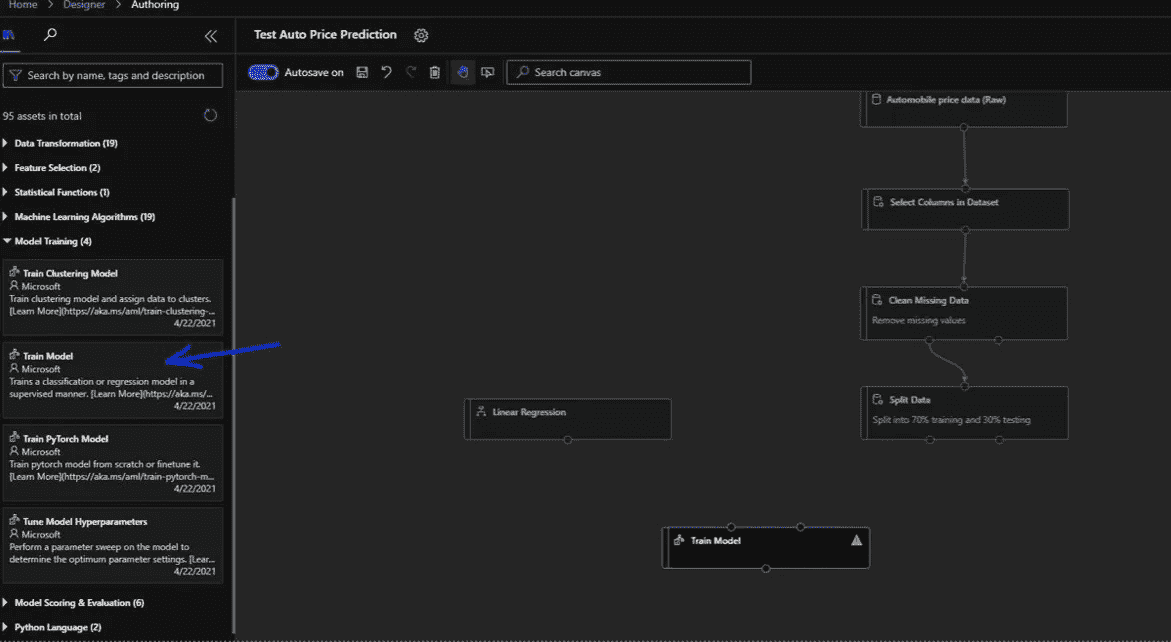 Home > Designer > Authoring
Test Auto Price Prediction
Search by name, tags and description
Autosave on
Search canvas
95 assets in total
Data Transformation (19)
Feature Selection (2)
Statistical Functions (1)
Machine Learning Algorithms (19)
Model Training (4)
Train Clustering Model
Microsoft
Train clustering model and assign data to clusters.
[Learn More](https://aka.ms/aml/train-clustering-...
4/22/2021
Train Model
Microsoft
Trains a classification or regression model in a
supervised manner. [Learn More](https://aka.ms/...
4/22/2021
Train PyTorch Model
Microsoft
Train pytorch model from scratch or finetune it.
[Learn More](https://aka.ms/aml/train-pytorch-m...
4/22/2021
Tune Model Hyperparameters
Microsoft
Perform a parameter sweep on the model to
determine the optimum parameter settings. [Lear...
4/22/2021
Model Scoring & Evaluation (6)
Python Language (2)
Automobile price data (Raw)
Select Columns in Dataset
Clean Missing Data
Remove missing values
Split Data
Split into 70% training and 30% testing
Linear Regression
Train Model